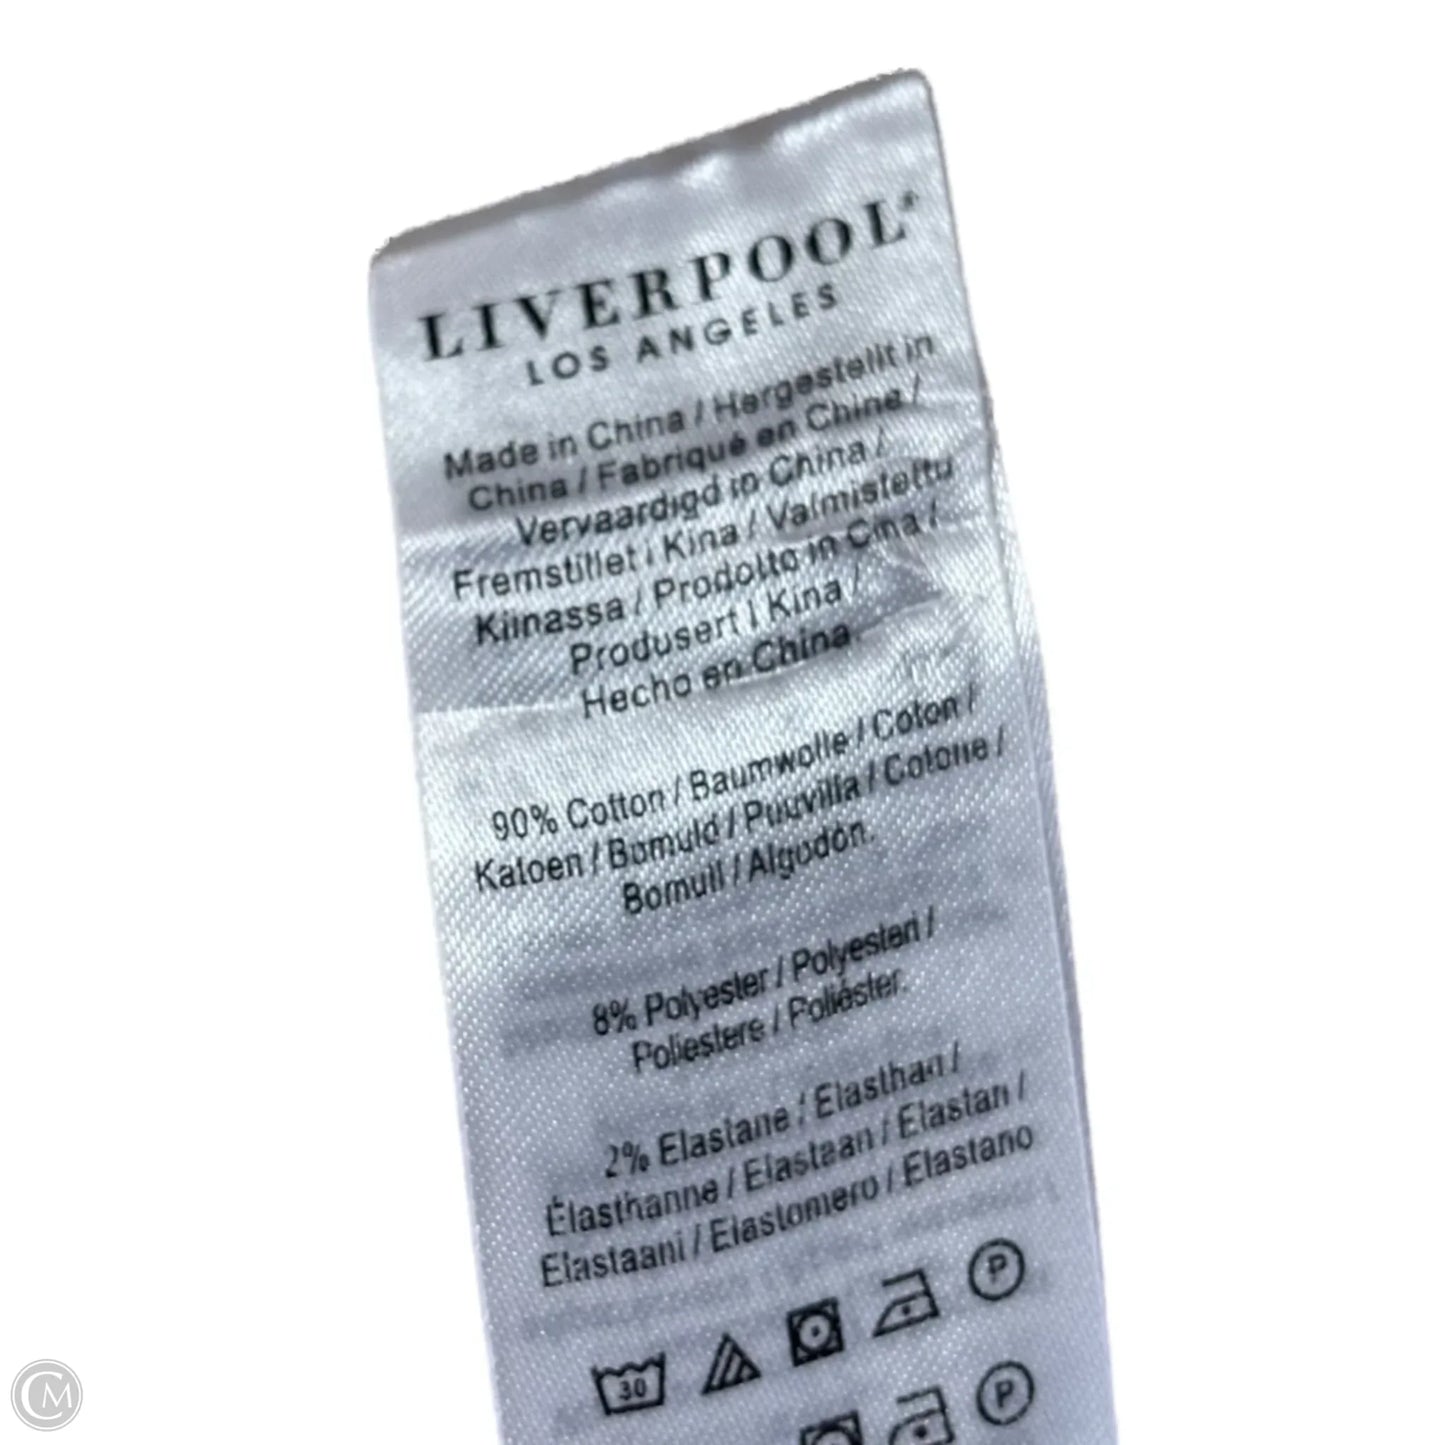 LIVERPOOL
LOS ANGELES
Made in China / Hergestellt in
China / Fabriqué en Chine /
Vervaardigd in China /
Fremstillet i Kina / Valmistettu
Kiinassa / Prodotto in Cina /
Produsert i Kina /
Hecho en China.
90% Cotton / Baumwolle / Coton /
Katoen / Bomuld / Puuvilla / Cotone /
Bomull / Algodón.
8% Polyester / Polyesteri /
Poliestere / Poliéster.
2% Elastane / Elasthan /
Élasthanne / Elastaan / Elastan /
Elastaani / Elastomero / Elastano
30 P
P
CM